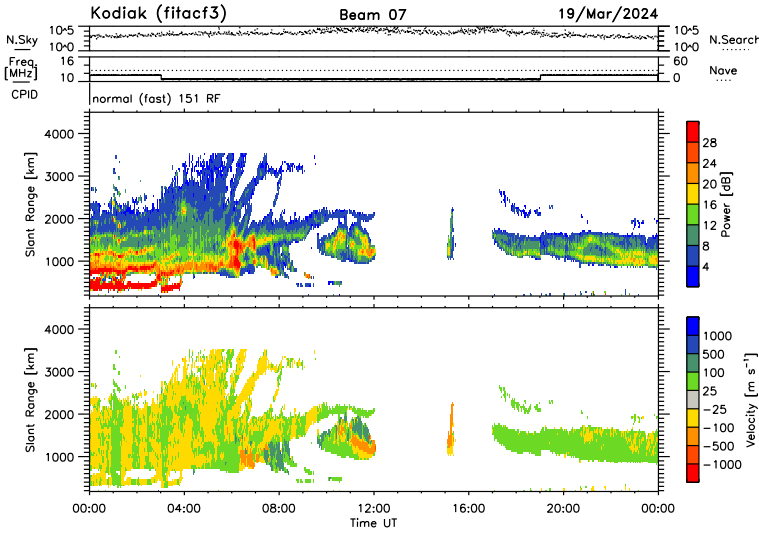 Kodiak (fitacf3) Beam 07 19/Mar/2024
N.Sky 10^5 10^0 10^5 10^0 N.Search
Freq. [MHz] 16 10 60 0 Nave
CPID normal (fast) 151 RF
Slant Range [km] 4000 3000 2000 1000
Power [dB] 28 24 20 16 12 8 4
Slant Range [km] 4000 3000 2000 1000
Velocity [m s⁻¹] 1000 500 100 25 −25 −100 −500 −1000
00:00 04:00 08:00 12:00 16:00 20:00 00:00
Time UT